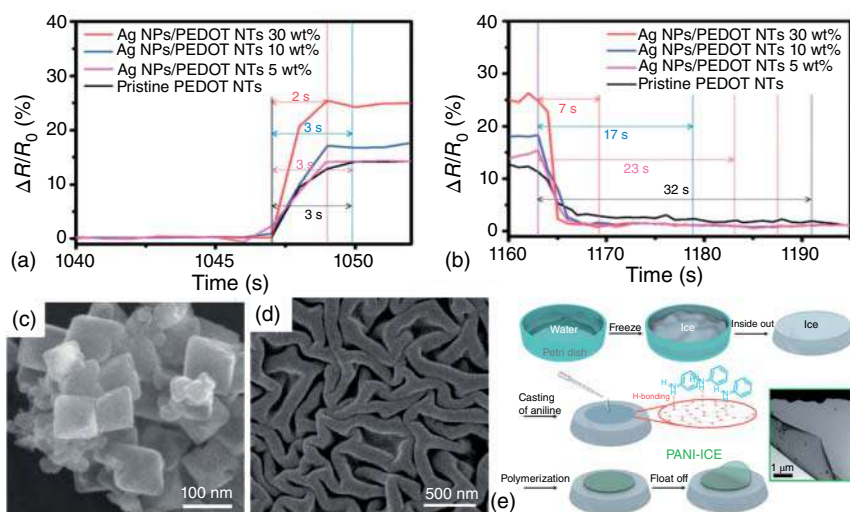 40
35
30
25
20
15
10
5
0
ΔR/R0 (%)
Ag NPs/PEDOT NTs 30 wt%
Ag NPs/PEDOT NTs 10 wt%
Ag NPs/PEDOT NTs 5 wt%
Pristine PEDOT NTs
2 s
3 s
3 s
3 s
1040 1045 1050
Time (s)
(a)
40
30
20
10
0
ΔR/R0 (%)
Ag NPs/PEDOT NTs 30 wt%
Ag NPs/PEDOT NTs 10 wt%
Ag NPs/PEDOT NTs 5 wt%
Pristine PEDOT NTs
7 s
17 s
23 s
32 s
1160 1170 1180 1190
Time (s)
(b)
(c)
100 nm
(d)
500 nm
Water
Petri dish
Freeze
Ice
Inside out
Ice
Casting
of aniline
H-bonding
H
N
H
H
N
H
H
N
H
PANI-ICE
1 μm
Polymerization
Float off
(e)